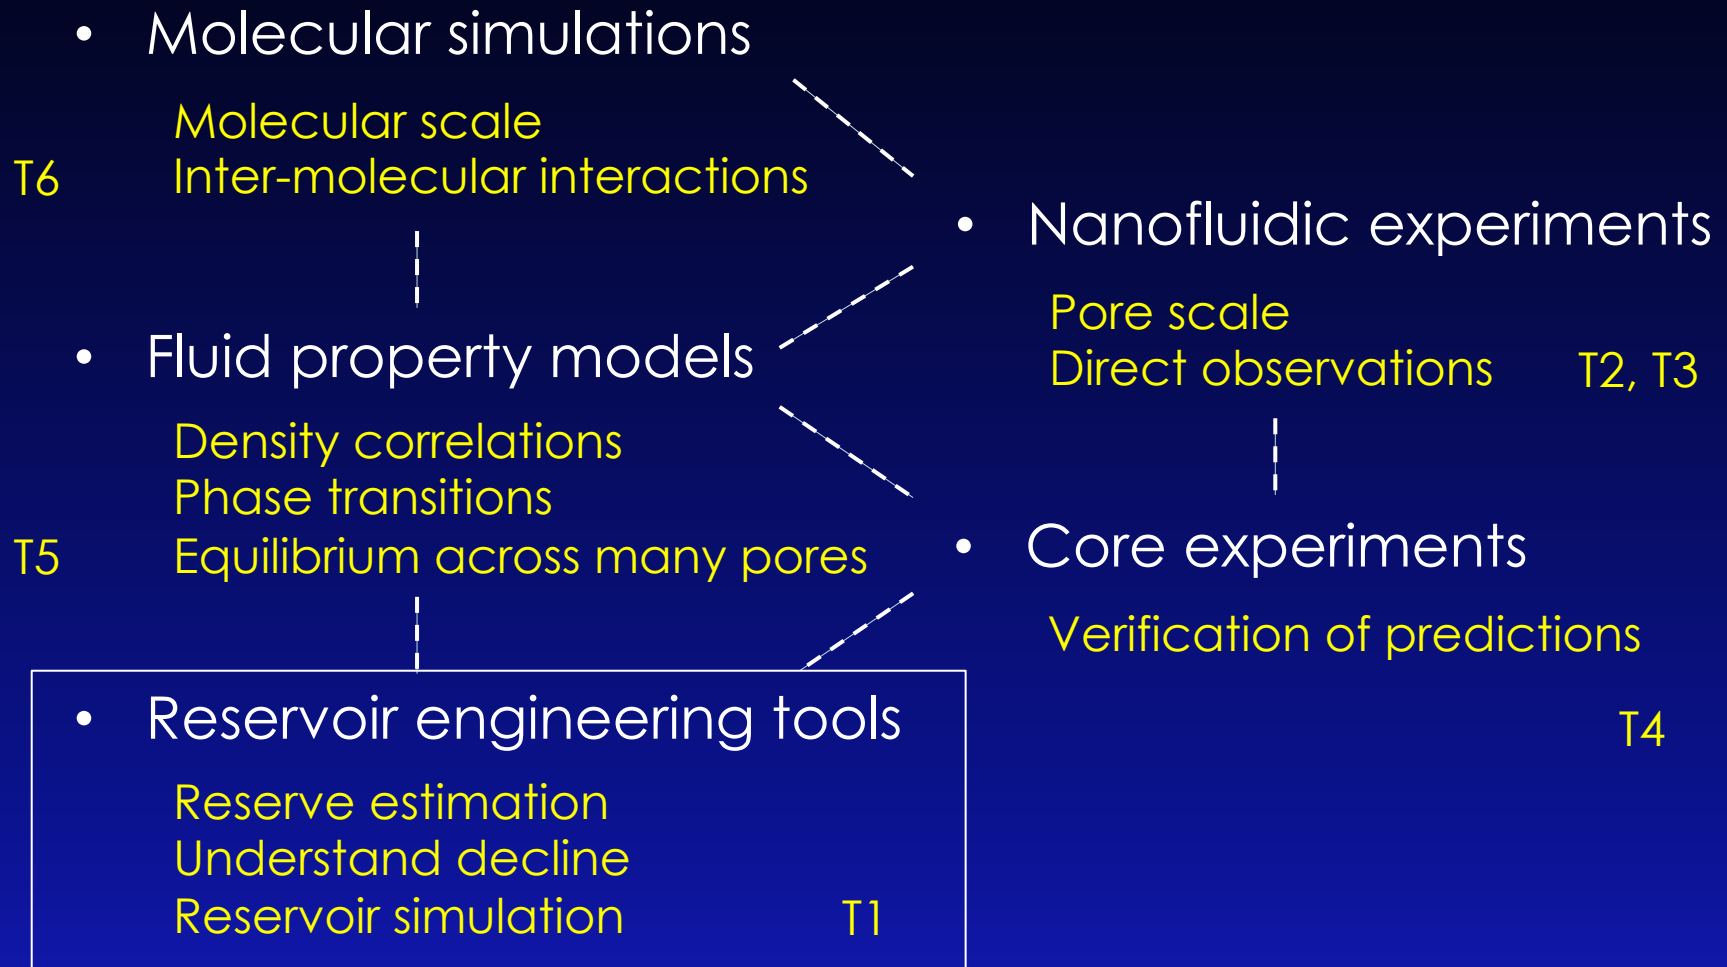 • Molecular simulations
Molecular scale
T6 Inter-molecular interactions
• Nanofluidic experiments
Pore scale
Direct observations T2, T3
• Fluid property models
Density correlations
Phase transitions
T5 Equilibrium across many pores
• Core experiments
Verification of predictions
T4
• Reservoir engineering tools
Reserve estimation
Understand decline
Reservoir simulation T1